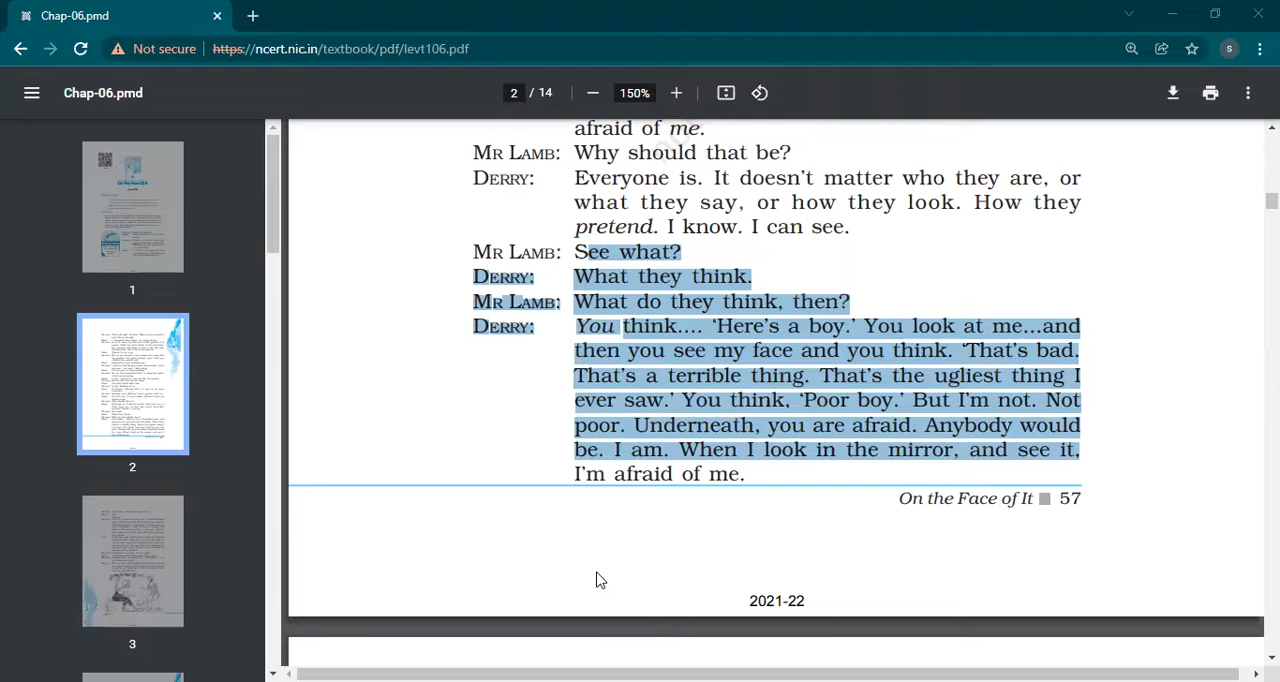 Chap-06.pmd
Not secure https://ncert.nic.in/textbook/pdf/levt106.pdf S
Chap-06.pmd 2 / 14 150%
afraid of me.
MR LAMB: Why should that be?
DERRY: Everyone is. It doesn't matter who they are, or
what they say, or how they look. How they
pretend. I know. I can see.
MR LAMB: See what?
DERRY: What they think.
MR LAMB: What do they think, then?
DERRY: You think.... 'Here's a boy.' You look at me...and
then you see my face and you think. 'That's bad.
That's a terrible thing. That's the ugliest thing I
ever saw.' You think, 'Poor boy.' But I'm not. Not
poor. Underneath, you are afraid. Anybody would
be. I am. When I look in the mirror, and see it,
I'm afraid of me.
On the Face of It 57
2021-22
1
2
3